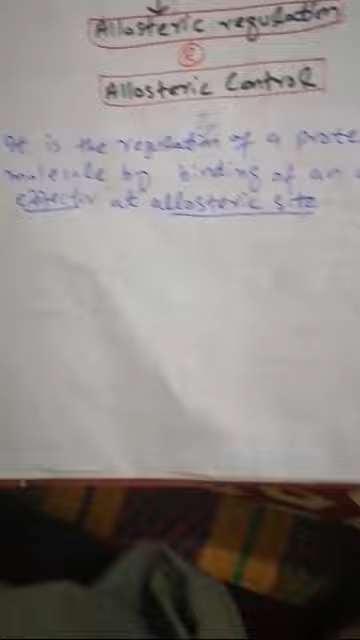 Allosteric regulation
Allosteric Control
It is the regulation of a prote
molecule by binding of an
effector at allosteric site